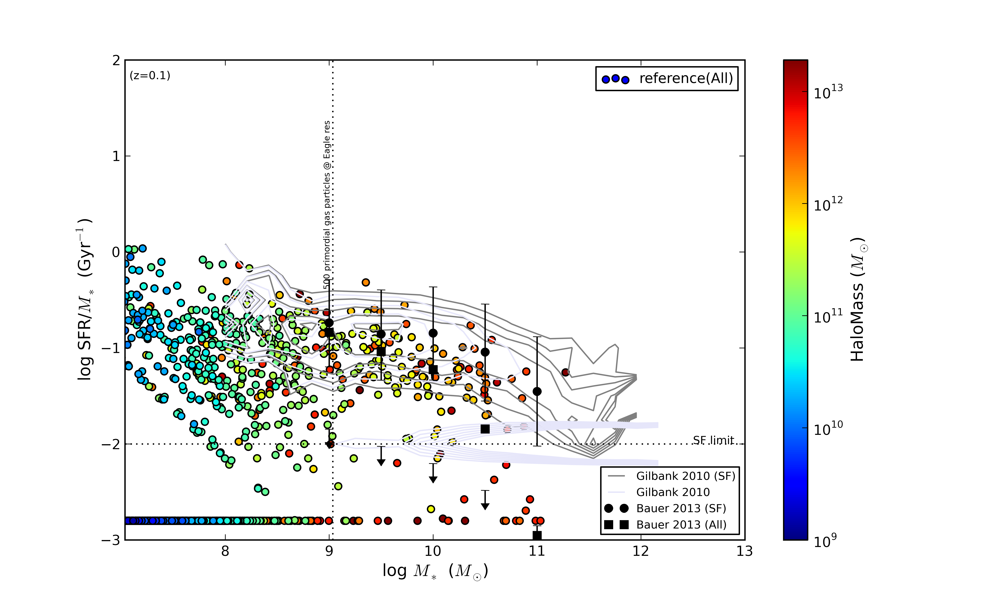 (z=0.1)
reference(All)
500 primordial gas particles @ Eagle res
SF limit
Gilbank 2010 (SF)
Gilbank 2010
Bauer 2013 (SF)
Bauer 2013 (All)
2
1
0
−1
−2
−3
8
9
10
11
12
13
log SFR/M* (Gyr⁻¹)
log M* (M☉)
10¹³
10¹²
10¹¹
10¹⁰
10⁹
HaloMass (M☉)